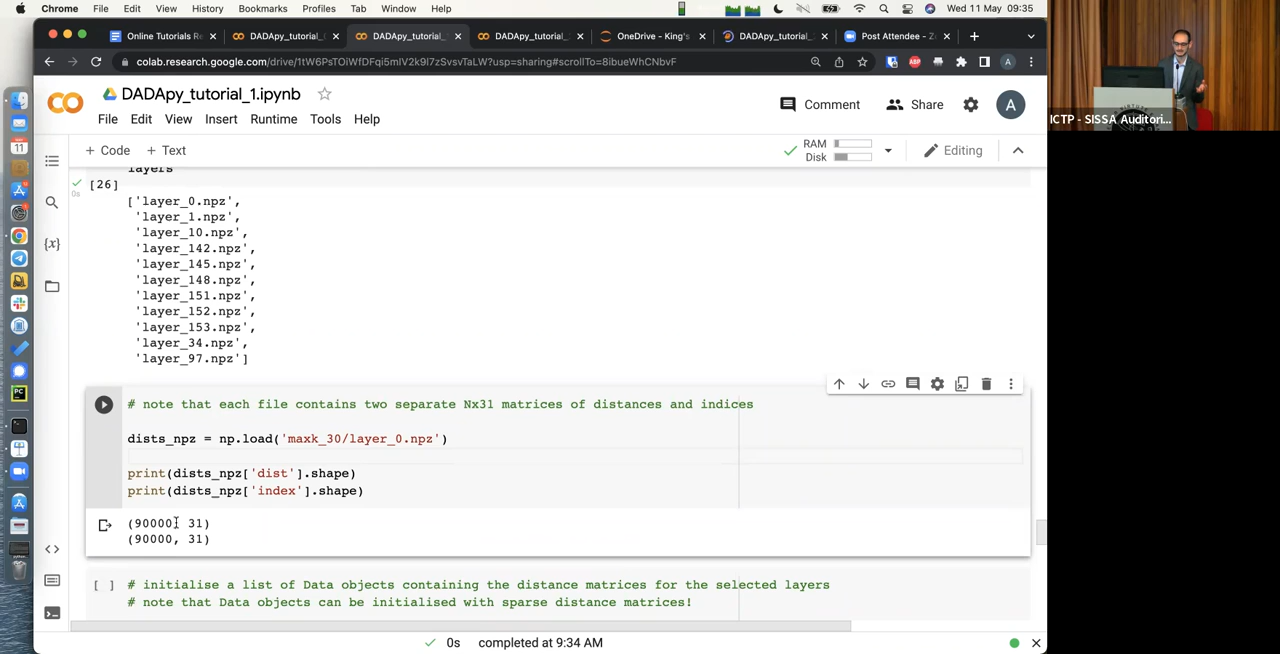 Chrome File Edit View History Bookmarks Profiles Tab Window Help Wed 11 May 09:35
Online Tutorials Re DADApy_tutorial_ DADApy_tutorial_ DADApy_tutorial_ OneDrive - King's DADApy_tutorial_ Post Attendee - Z
colab.research.google.com/drive/1tW6PsTOiWfDFqi5mIV2k9I7zSvsvTaLW?usp=sharing#scrollTo=8ibueWhCNbvF
DADApy_tutorial_1.ipynb
Comment Share A
File Edit View Insert Runtime Tools Help
+ Code + Text
RAM
Disk
Editing
layers
[26]
0s
['layer_0.npz',
'layer_1.npz',
'layer_10.npz',
'layer_142.npz',
'layer_145.npz',
'layer_148.npz',
'layer_151.npz',
'layer_152.npz',
'layer_153.npz',
'layer_34.npz',
'layer_97.npz']
# note that each file contains two separate Nx31 matrices of distances and indices
dists_npz = np.load('maxk_30/layer_0.npz')
print(dists_npz['dist'].shape)
print(dists_npz['index'].shape)
(90000, 31)
(90000, 31)
[ ] # initialise a list of Data objects containing the distance matrices for the selected layers
# note that Data objects can be initialised with sparse distance matrices!
0s completed at 9:34 AM
ICTP - SISSA Auditori...